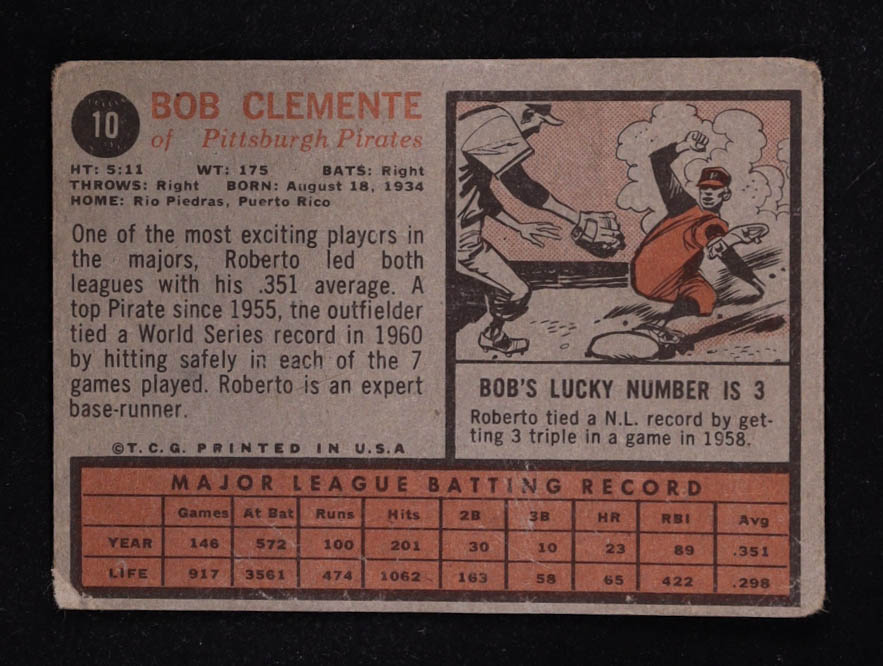 10
BOB CLEMENTE
of Pittsburgh Pirates
HT: 5:11 WT: 175 BATS: Right
THROWS: Right BORN: August 18, 1934
HOME: Rio Piedras, Puerto Rico
One of the most exciting players in
the majors, Roberto led both
leagues with his .351 average. A
top Pirate since 1955, the outfielder
tied a World Series record in 1960
by hitting safely in each of the 7
games played. Roberto is an expert
base-runner.
©T. C. G. PRINTED IN U.S.A
BOB'S LUCKY NUMBER IS 3
Roberto tied a N.L. record by get-
ting 3 triple in a game in 1958.
MAJOR LEAGUE BATTING RECORD
Games At Bat Runs Hits 2B 3B HR RBI Avg
YEAR 146 572 100 201 30 10 23 89 .351
LIFE 917 3561 474 1062 163 58 65 422 .298